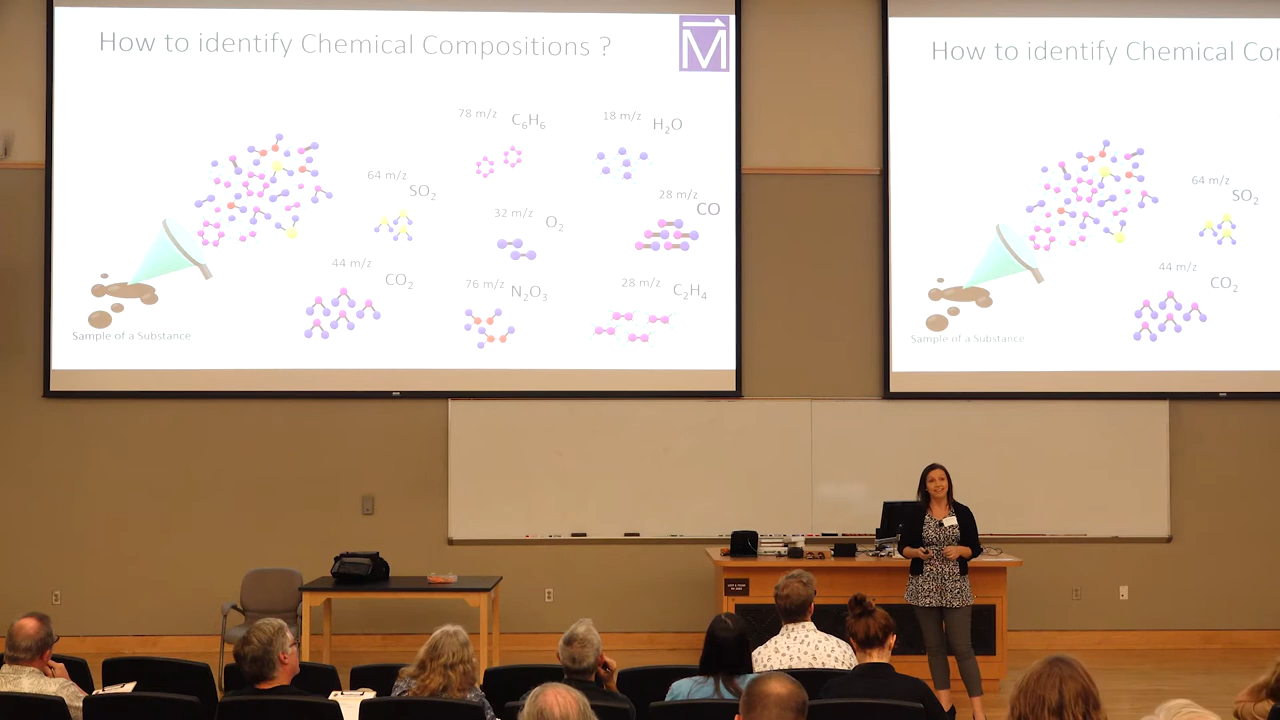 How to identify Chemical Compositions ?
M
78 m/z C6H6
18 m/z H2O
64 m/z SO2
32 m/z O2
28 m/z CO
44 m/z CO2
76 m/z N2O3
28 m/z C2H4
Sample of a Substance
How to identify Chemical Co
64 m/z SO2
44 m/z CO2
Sample of a Substance